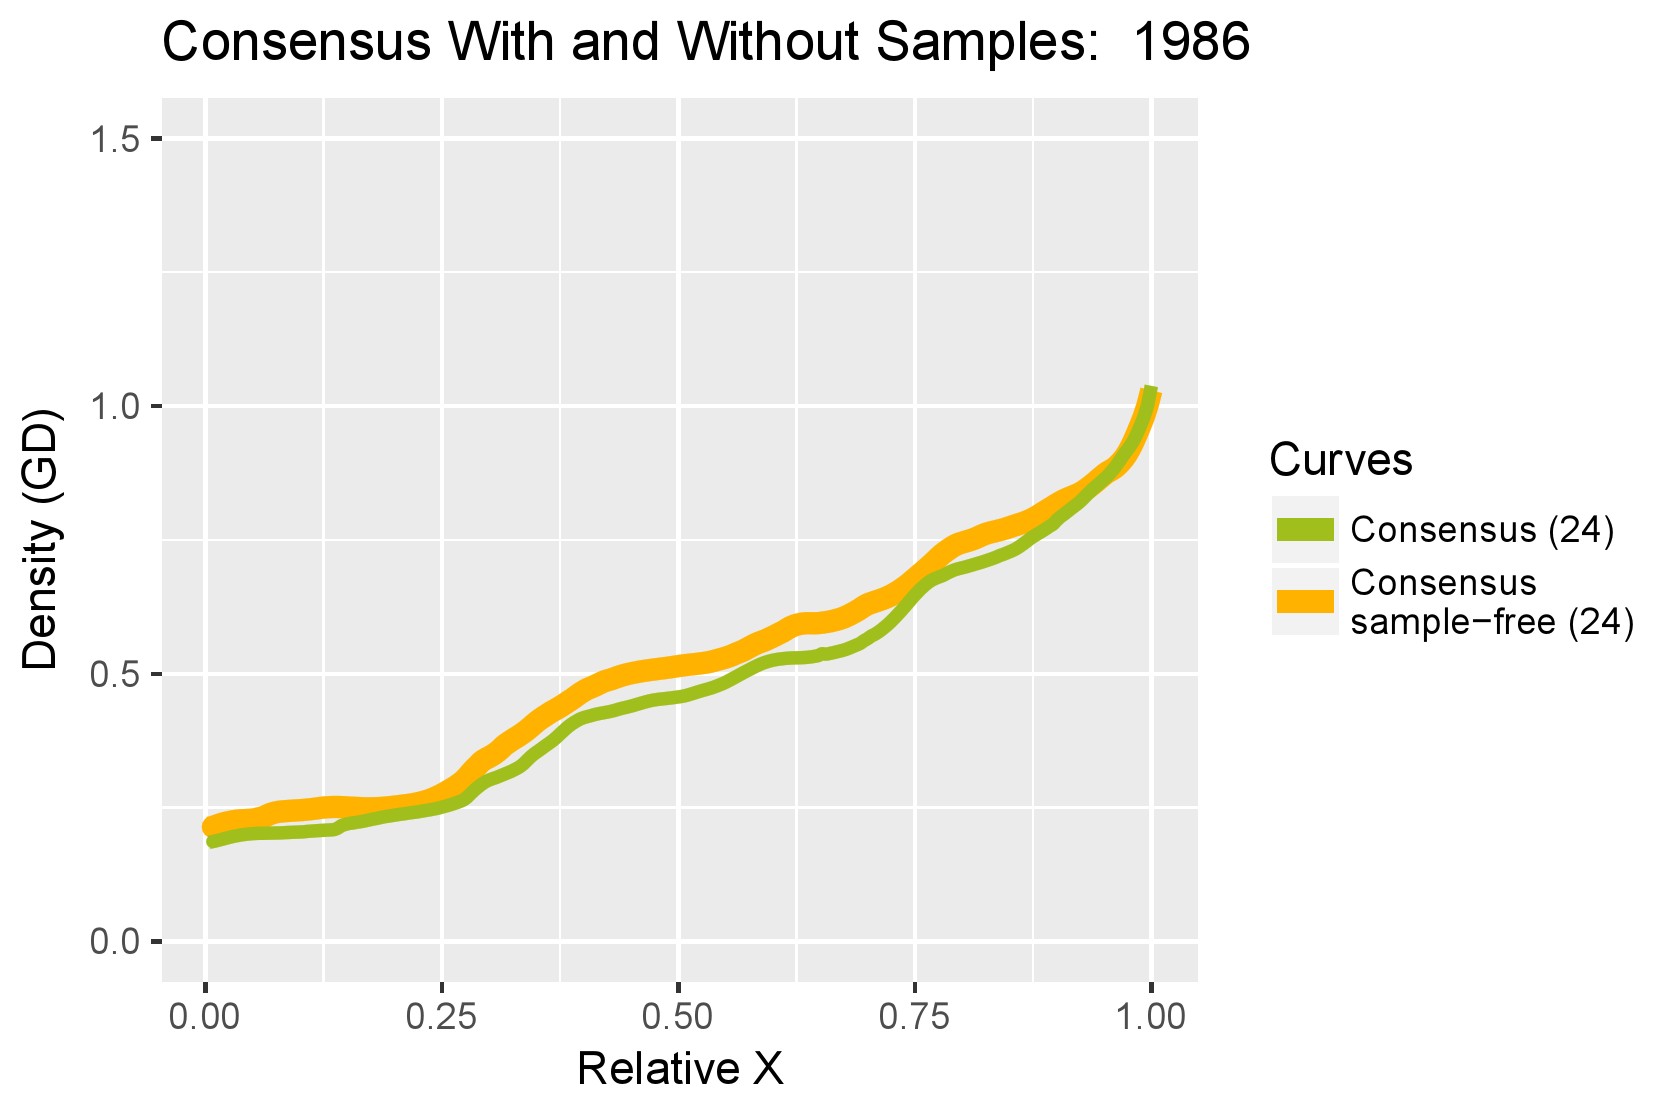 Consensus With and Without Samples:  1986
1.5
1.0
0.5
0.0
Density (GD)
0.00 0.25 0.50 0.75 1.00
Relative X
Curves
Consensus (24)
Consensus
sample−free (24)